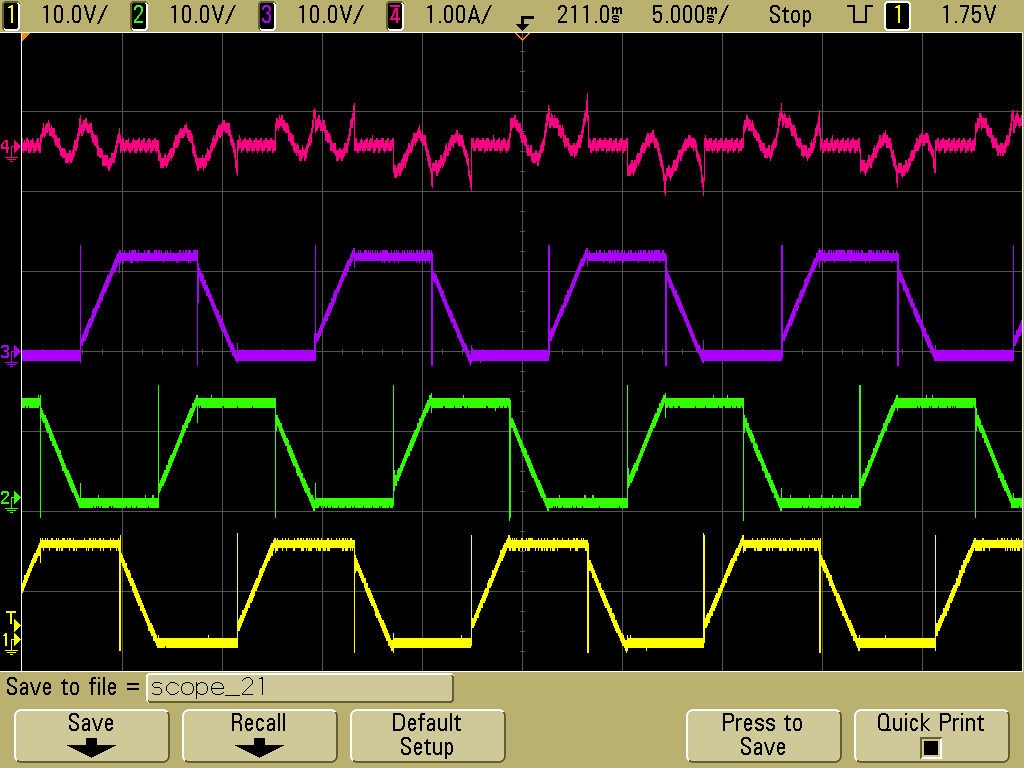 1 10.0V/ 2 10.0V/ 3 10.0V/ 4 1.00A/ 211.0ms 5.000ms/ Stop 1 1.75V
4
3
2
T
1
Save to file = scope_21
Save Recall Default Setup Press to Save Quick Print